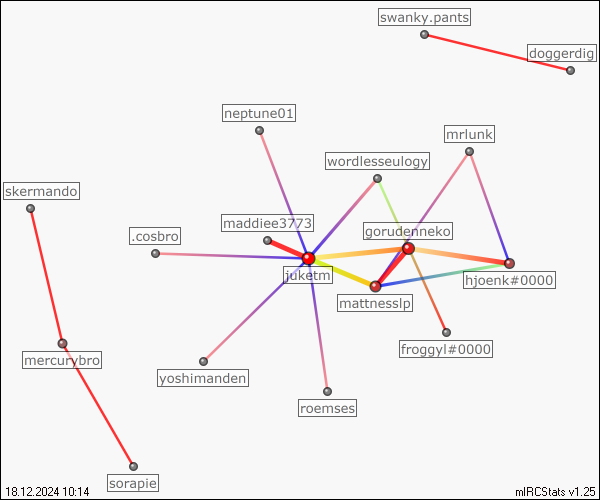 swanky.pants
doggerdig
neptune01
mrlunk
wordlesseulogy
skermando
maddiee3773
gorudenneko
.cosbro
juketm
hjoenk#0000
mattnesslp
froggyl#0000
mercurybro
yoshimanden
roemses
sorapie
18.12.2024 10:14
mIRCStats v1.25